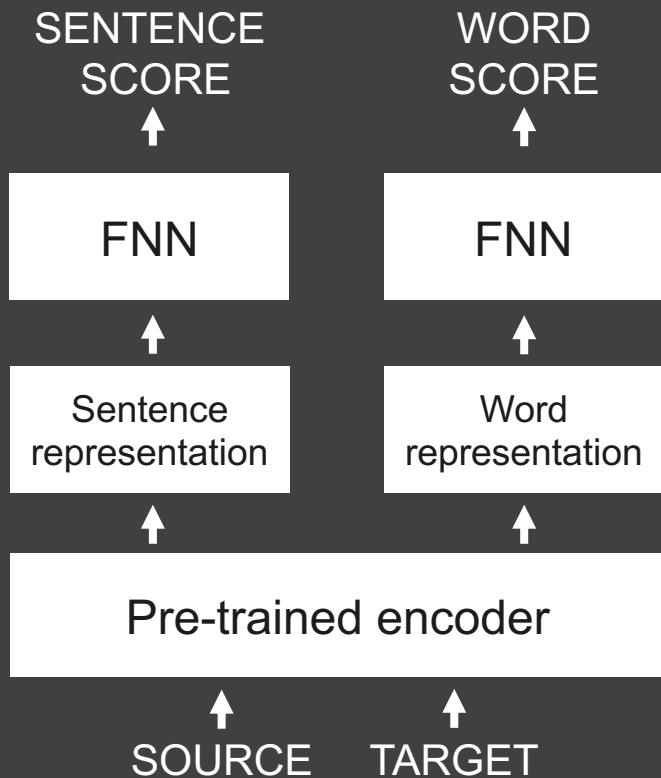 SENTENCE
SCORE
WORD
SCORE
FNN
FNN
Sentence
representation
Word
representation
Pre-trained encoder
SOURCE
TARGET